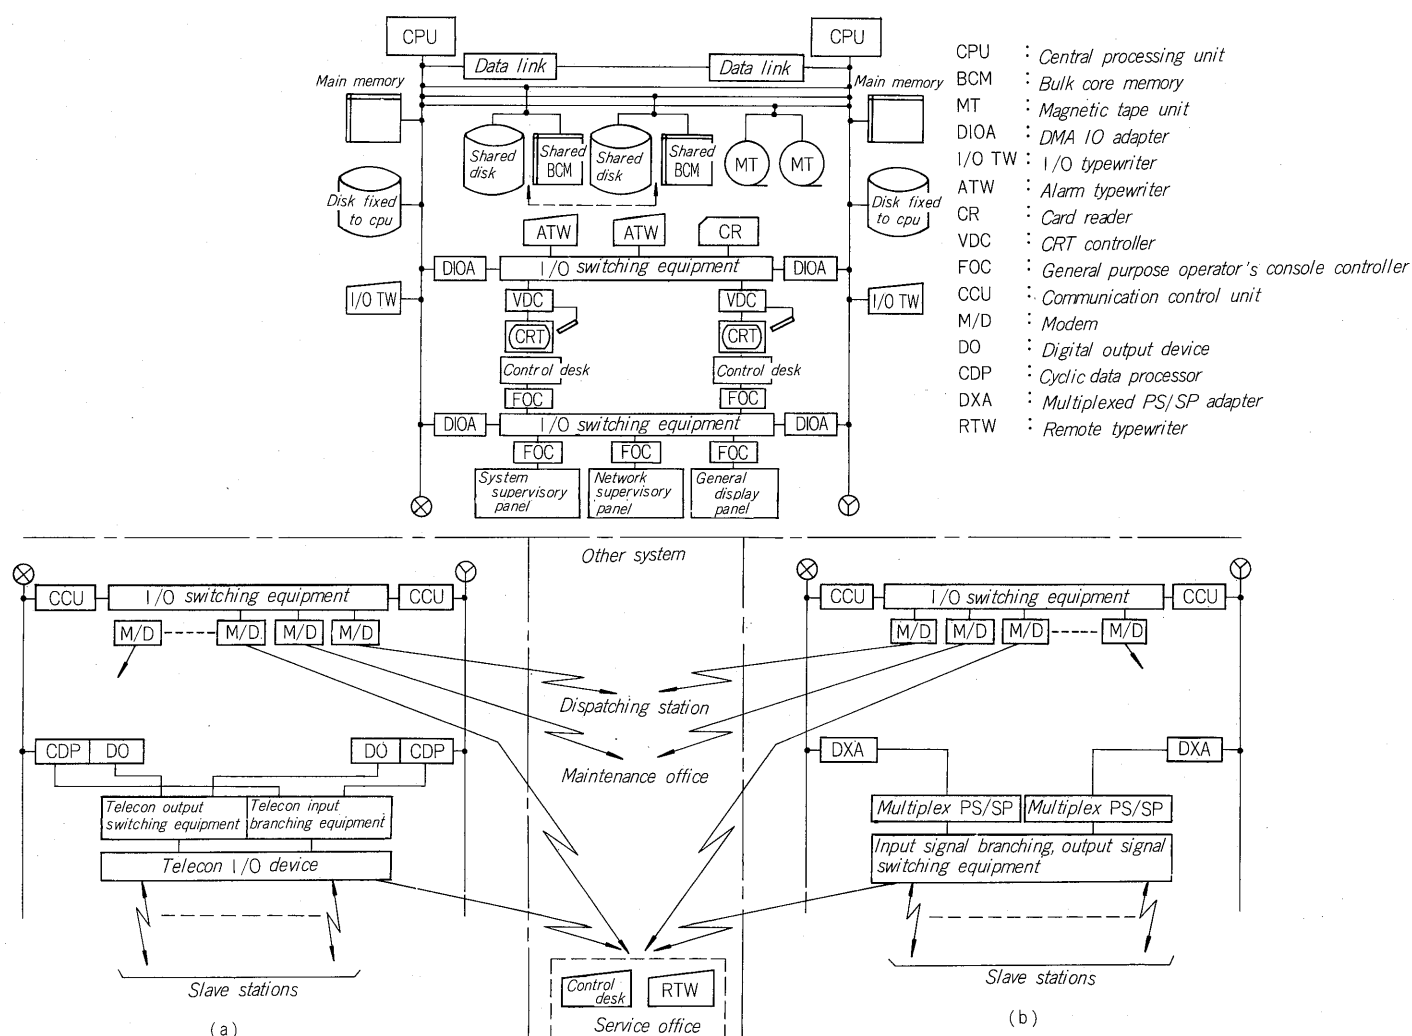 CPU
CPU
Data link
Data link
Main memory
Main memory
Shared
disk
Shared
BCM
Shared
disk
Shared
BCM
MT
MT
Disk fixed
to cpu
Disk fixed
to cpu
ATW
ATW
CR
DIOA
I/O switching equipment
DIOA
I/O TW
I/O TW
VDC
VDC
CRT
CRT
Control desk
Control desk
FOC
FOC
DIOA
I/O switching equipment
DIOA
FOC
FOC
FOC
System
supervisory
panel
Network
supervisory
panel
General
display
panel
X
Y
CPU : Central processing unit
BCM : Bulk core memory
MT : Magnetic tape unit
DIOA : DMA IO adapter
I/O TW : I/O typewriter
ATW : Alarm typewriter
CR : Card reader
VDC : CRT controller
FOC : General purpose operator's console controller
CCU : Communication control unit
M/D : Modem
DO : Digital output device
CDP : Cyclic data processor
DXA : Multiplexed PS/SP adapter
RTW : Remote typewriter
Other system
X
Y
CCU
I/O switching equipment
CCU
M/D
M/D
M/D
M/D
CDP
DO
DO
CDP
Telecon output
switching equipment
Telecon input
branching equipment
Telecon I/O device
Slave stations
(a)
Dispatching station
Maintenance office
Control
desk
RTW
Service office
X
Y
CCU
I/O switching equipment
CCU
M/D
M/D
M/D
M/D
DXA
DXA
Multiplex PS/SP
Multiplex PS/SP
Input signal branching, output signal
switching equipment
Slave stations
(b)